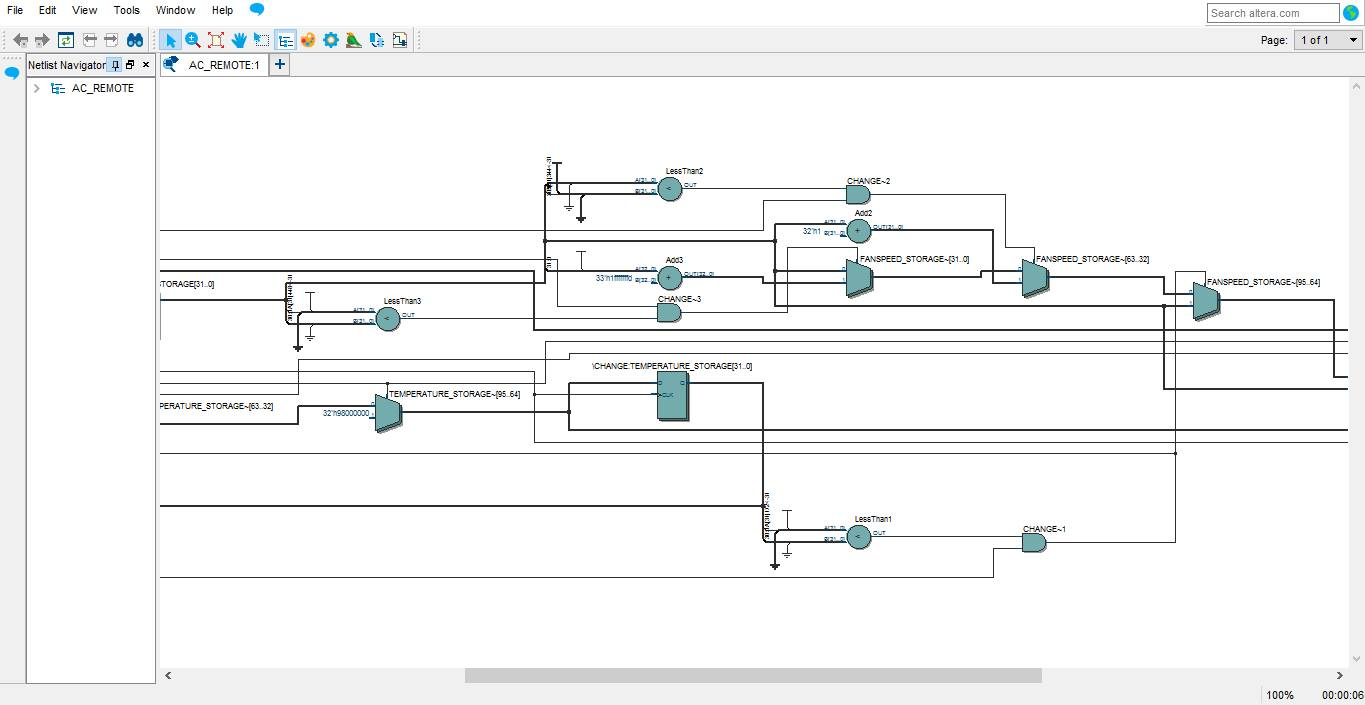 File Edit View Tools Window Help
Search altera.com
Page: 1 of 1
Netlist Navigator
AC_REMOTE:1
AC_REMOTE
LessThan2
OUT
CHANGE~2
Add2
32'h1
Add3
CHANGE~3
FANSPEED_STORAGE~[31..0]
FANSPEED_STORAGE~[63..32]
FANSPEED_STORAGE~[95..64]
TORAGE[31..0]
LessThan3
OUT
\CHANGE:TEMPERATURE_STORAGE[31..0]
CLK
TEMPERATURE_STORAGE~[95..64]
PERATURE_STORAGE~[63..32]
32'h98000000
LessThan1
OUT
CHANGE~1
100% 00:00:06